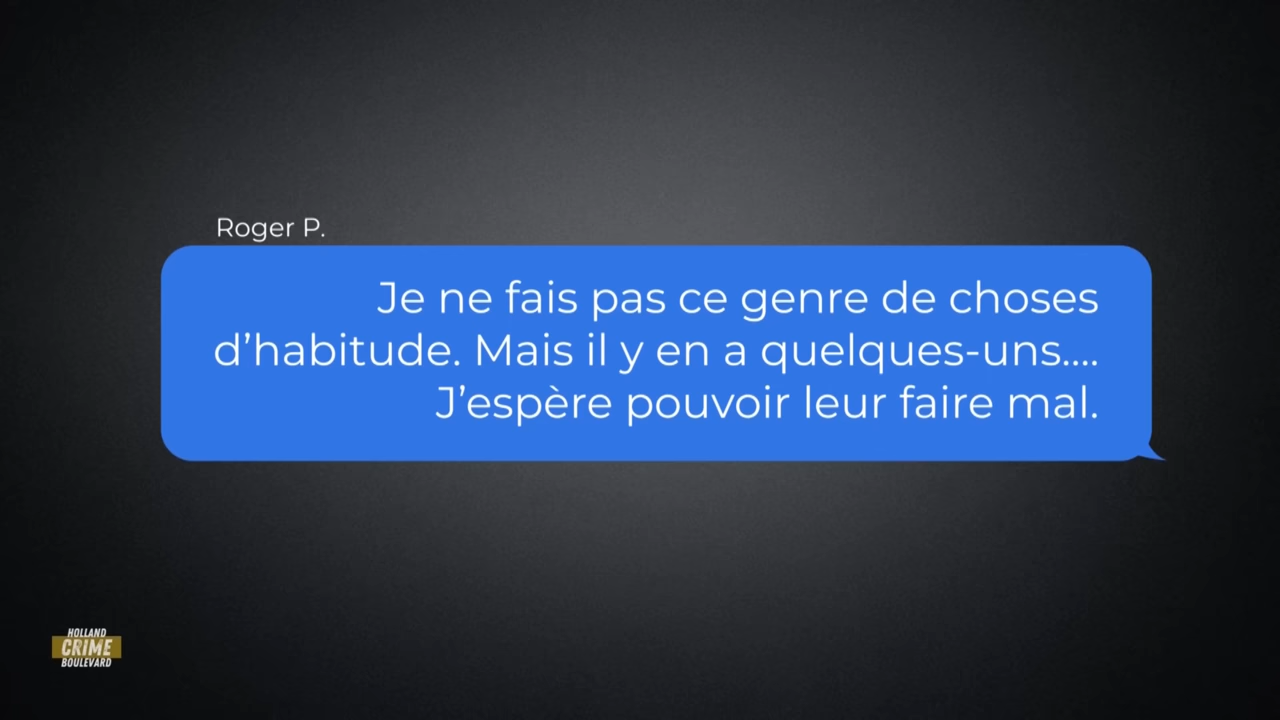 Roger P.
Je ne fais pas ce genre de choses
d’habitude. Mais il y en a quelques-uns....
J’espère pouvoir leur faire mal.
HOLLAND
CRIME
BOULEVARD